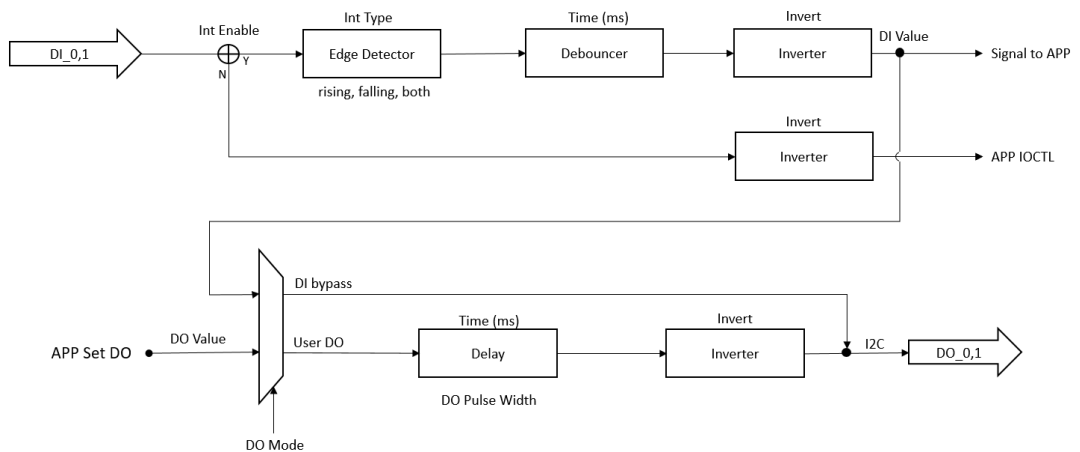 Int Enable
Int Type
Time (ms)
Invert
DI_0,1
Y
N
Edge Detector
Debouncer
Inverter
DI Value
Signal to APP
rising, falling, both
Invert
Inverter
APP IOCTL
DI bypass
APP Set DO
DO Value
User DO
Time (ms)
Delay
DO Pulse Width
Invert
Inverter
I2C
DO_0,1
DO Mode